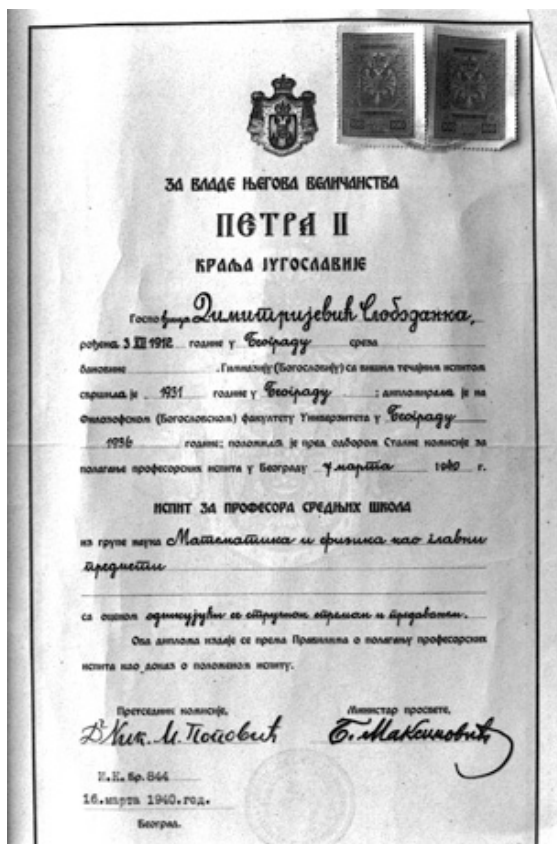 ЗА ВЛАДЕ ЊЕГОВА ВЕЛИЧАНСТВА
ПЕТРА II
КРАЉА ЈУГОСЛАВИЈЕ
Госпођица Димитријевић Слободанка,
рођена 3 XII 1912 године у Београду среза
бановине . Гимназију (Богословију) са вишим течајним испитом
свршила је 1931 године у Београду ; дипломирала је на
Филозофском (Богословском) факултету Универзитета у Београду
1936 године; положила је пред одбором Сталне комисије за
полагање професорских испита у Београду 7 марта 1940 г.
ИСПИТ ЗА ПРОФЕСОРА СРЕДЊИХ ШКОЛА
из групе наука Математика и физика као главни
предмети
са оценом одликујући се стручном спремом и предавањем.
Ова диплома издаје се према Правилима о полагању професорских
испита као доказ о положеном испиту.
Претседник комисије, Министар просвете,
Др Ник. М. Поповић Б. Максимовић
И.К. бр. 844
16. марта 1940. год.
Београд.